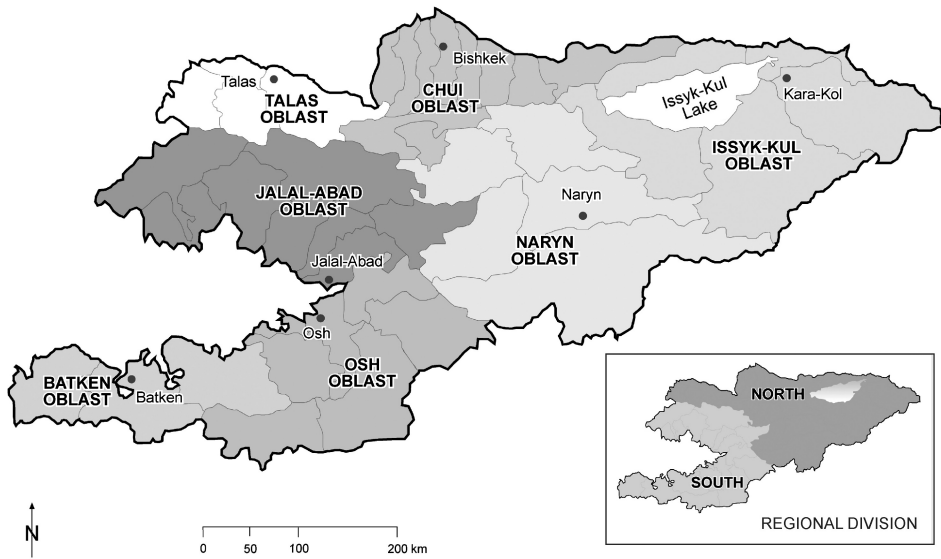 Bishkek
Talas
TALAS
OBLAST
CHUI
OBLAST
Issyk-Kul
Lake
Kara-Kol
ISSYK-KUL
OBLAST
JALAL-ABAD
OBLAST
Naryn
NARYN
OBLAST
Jalal-Abad
Osh
OSH
OBLAST
BATKEN
OBLAST
Batken
NORTH
SOUTH
REGIONAL DIVISION
N
0 50 100 200 km